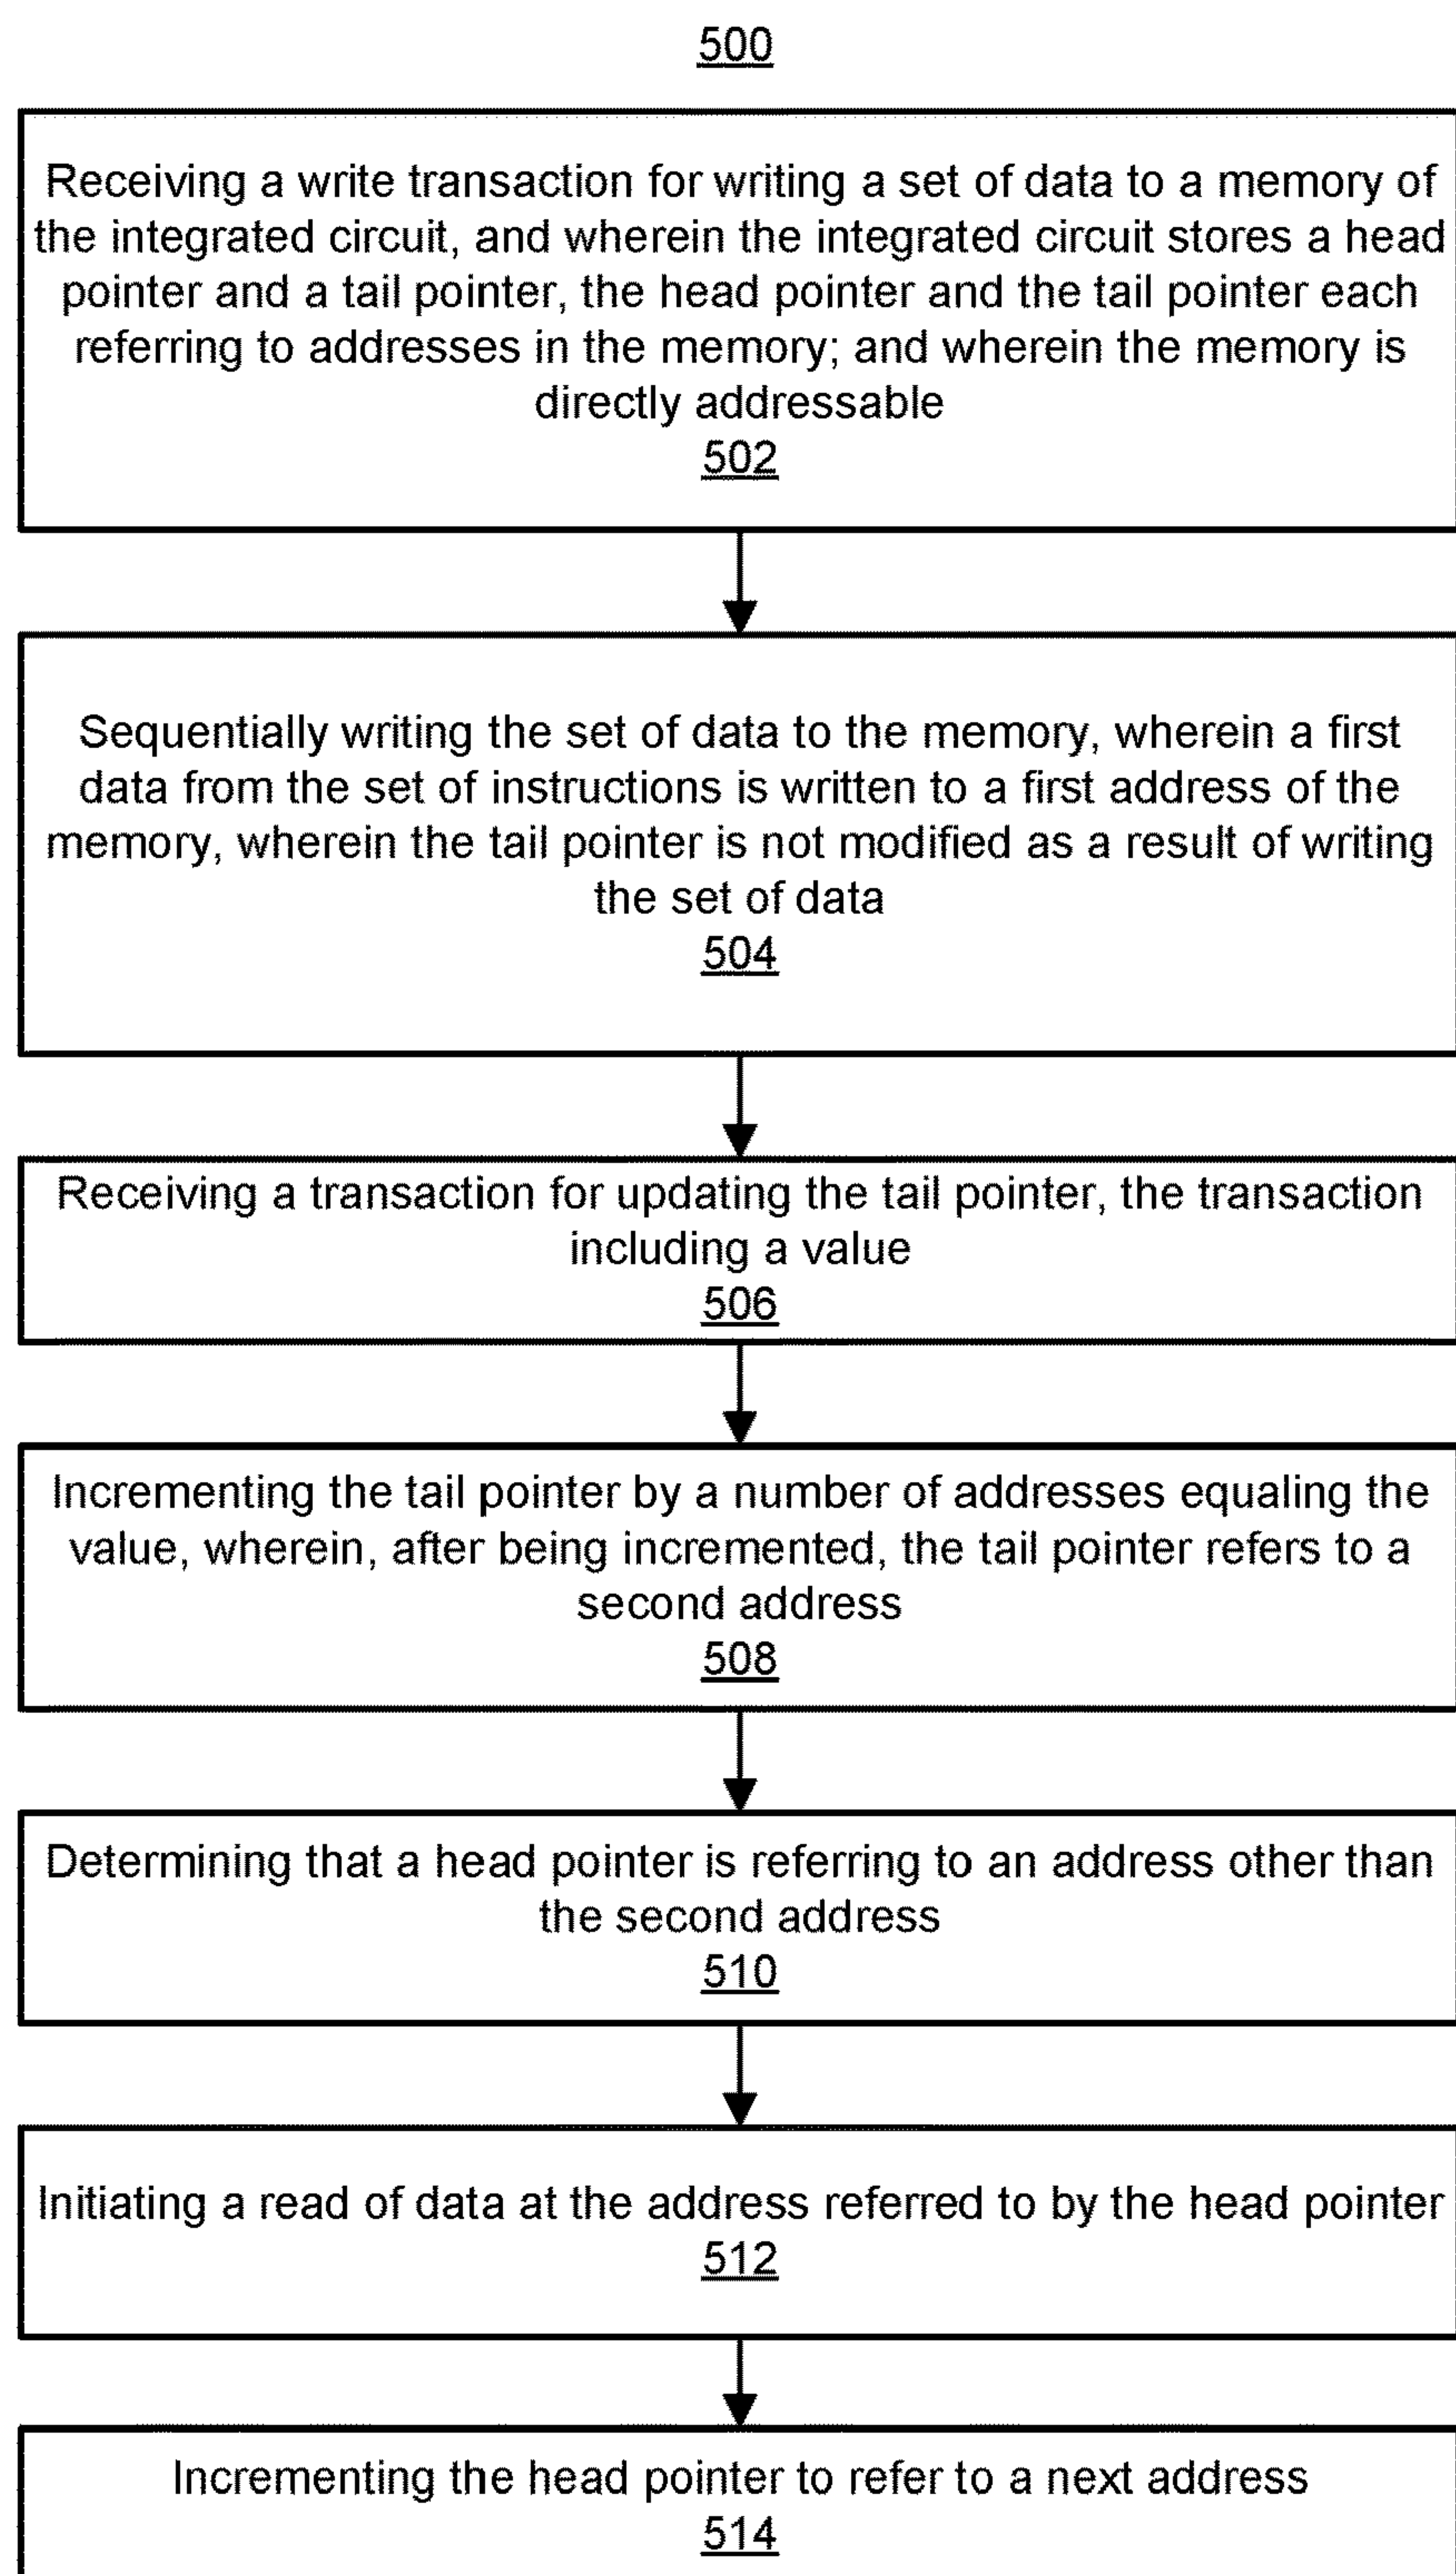 500
Receiving a write transaction for writing a set of data to a memory of
the integrated circuit, and wherein the integrated circuit stores a head
pointer and a tail pointer, the head pointer and the tail pointer each
referring to addresses in the memory; and wherein the memory is
directly addressable
502
Sequentially writing the set of data to the memory, wherein a first
data from the set of instructions is written to a first address of the
memory, wherein the tail pointer is not modified as a result of writing
the set of data
504
Receiving a transaction for updating the tail pointer, the transaction
including a value
506
Incrementing the tail pointer by a number of addresses equaling the
value, wherein, after being incremented, the tail pointer refers to a
second address
508
Determining that a head pointer is referring to an address other than
the second address
510
Initiating a read of data at the address referred to by the head pointer
512
Incrementing the head pointer to refer to a next address
514